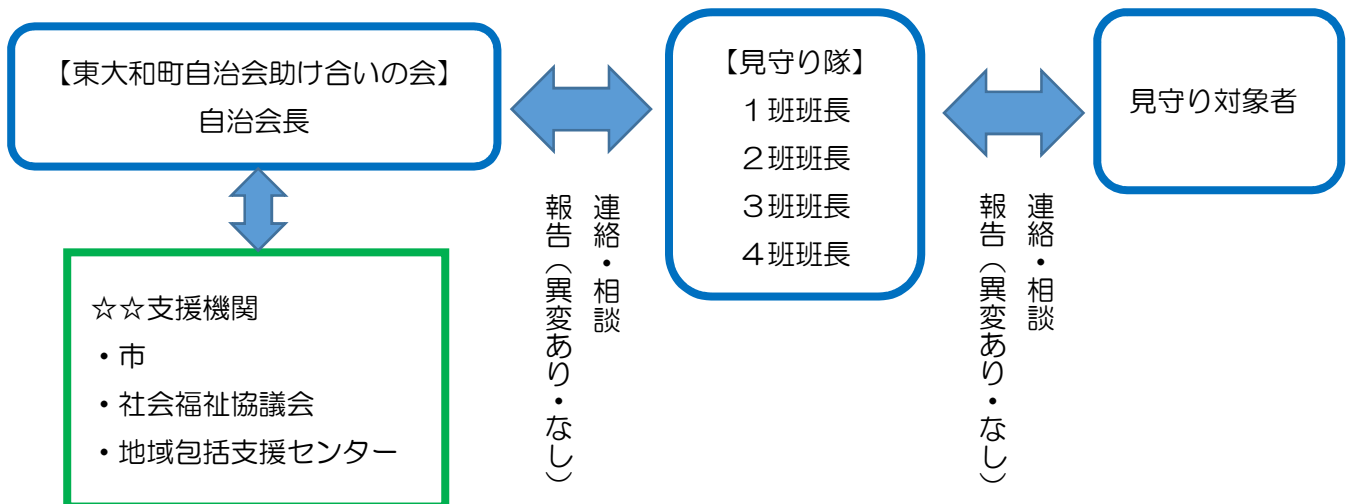 【東大和町自治会助け合いの会】
自治会長
☆☆支援機関
・市
・社会福祉協議会
・地域包括支援センター
連絡・相談
報告（異変あり・なし）
【見守り隊】
１班班長
２班班長
３班班長
４班班長
連絡・相談
報告（異変あり・なし）
見守り対象者